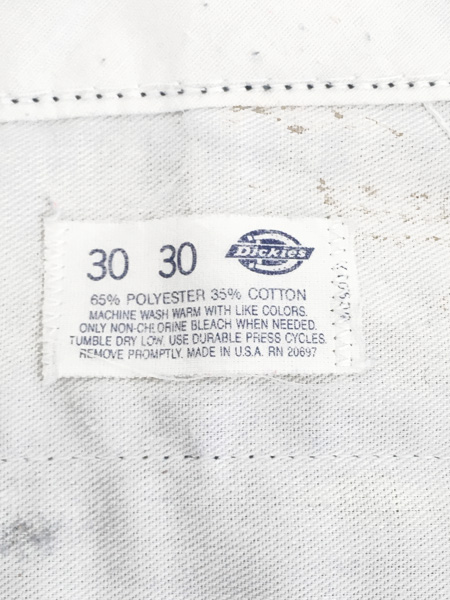 30 30
Dickies
65% POLYESTER 35% COTTON
MACHINE WASH WARM WITH LIKE COLORS.
ONLY NON-CHLORINE BLEACH WHEN NEEDED.
TUMBLE DRY LOW. USE DURABLE PRESS CYCLES.
REMOVE PROMPTLY. MADE IN U.S.A. RN 20697